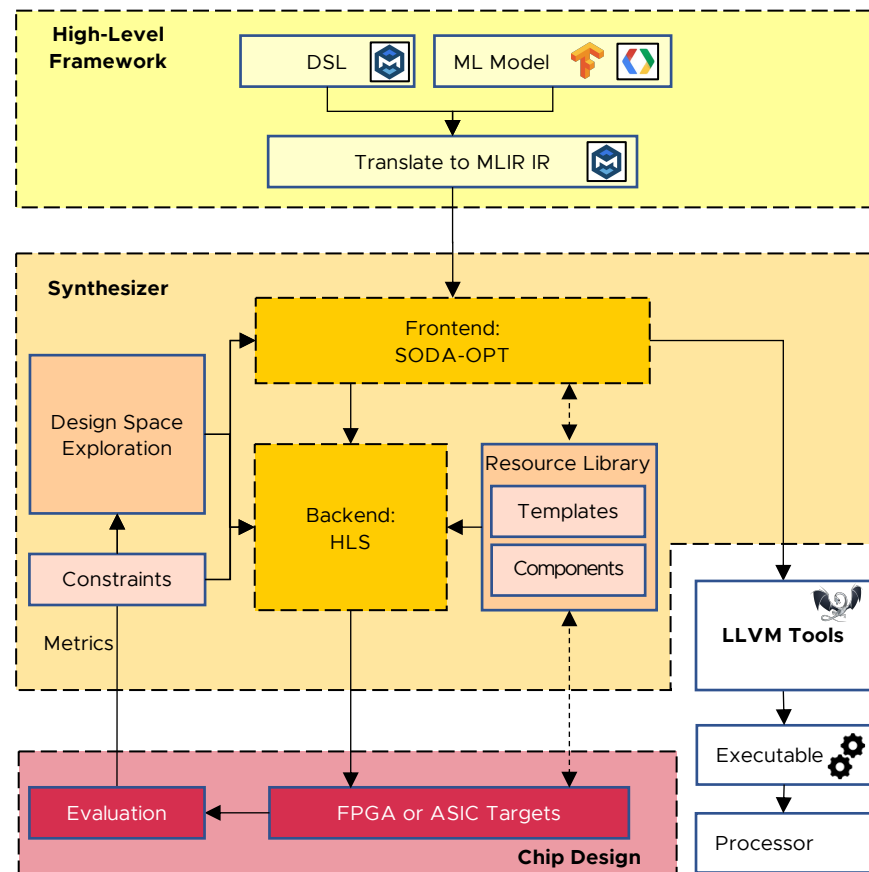 High-Level
Framework
DSL
ML Model
Translate to MLIR IR
Synthesizer
Frontend:
SODA-OPT
Design Space
Exploration
Resource Library
Templates
Backend:
HLS
Components
Constraints
LLVM Tools
Metrics
Executable
Evaluation
FPGA or ASIC Targets
Processor
Chip Design